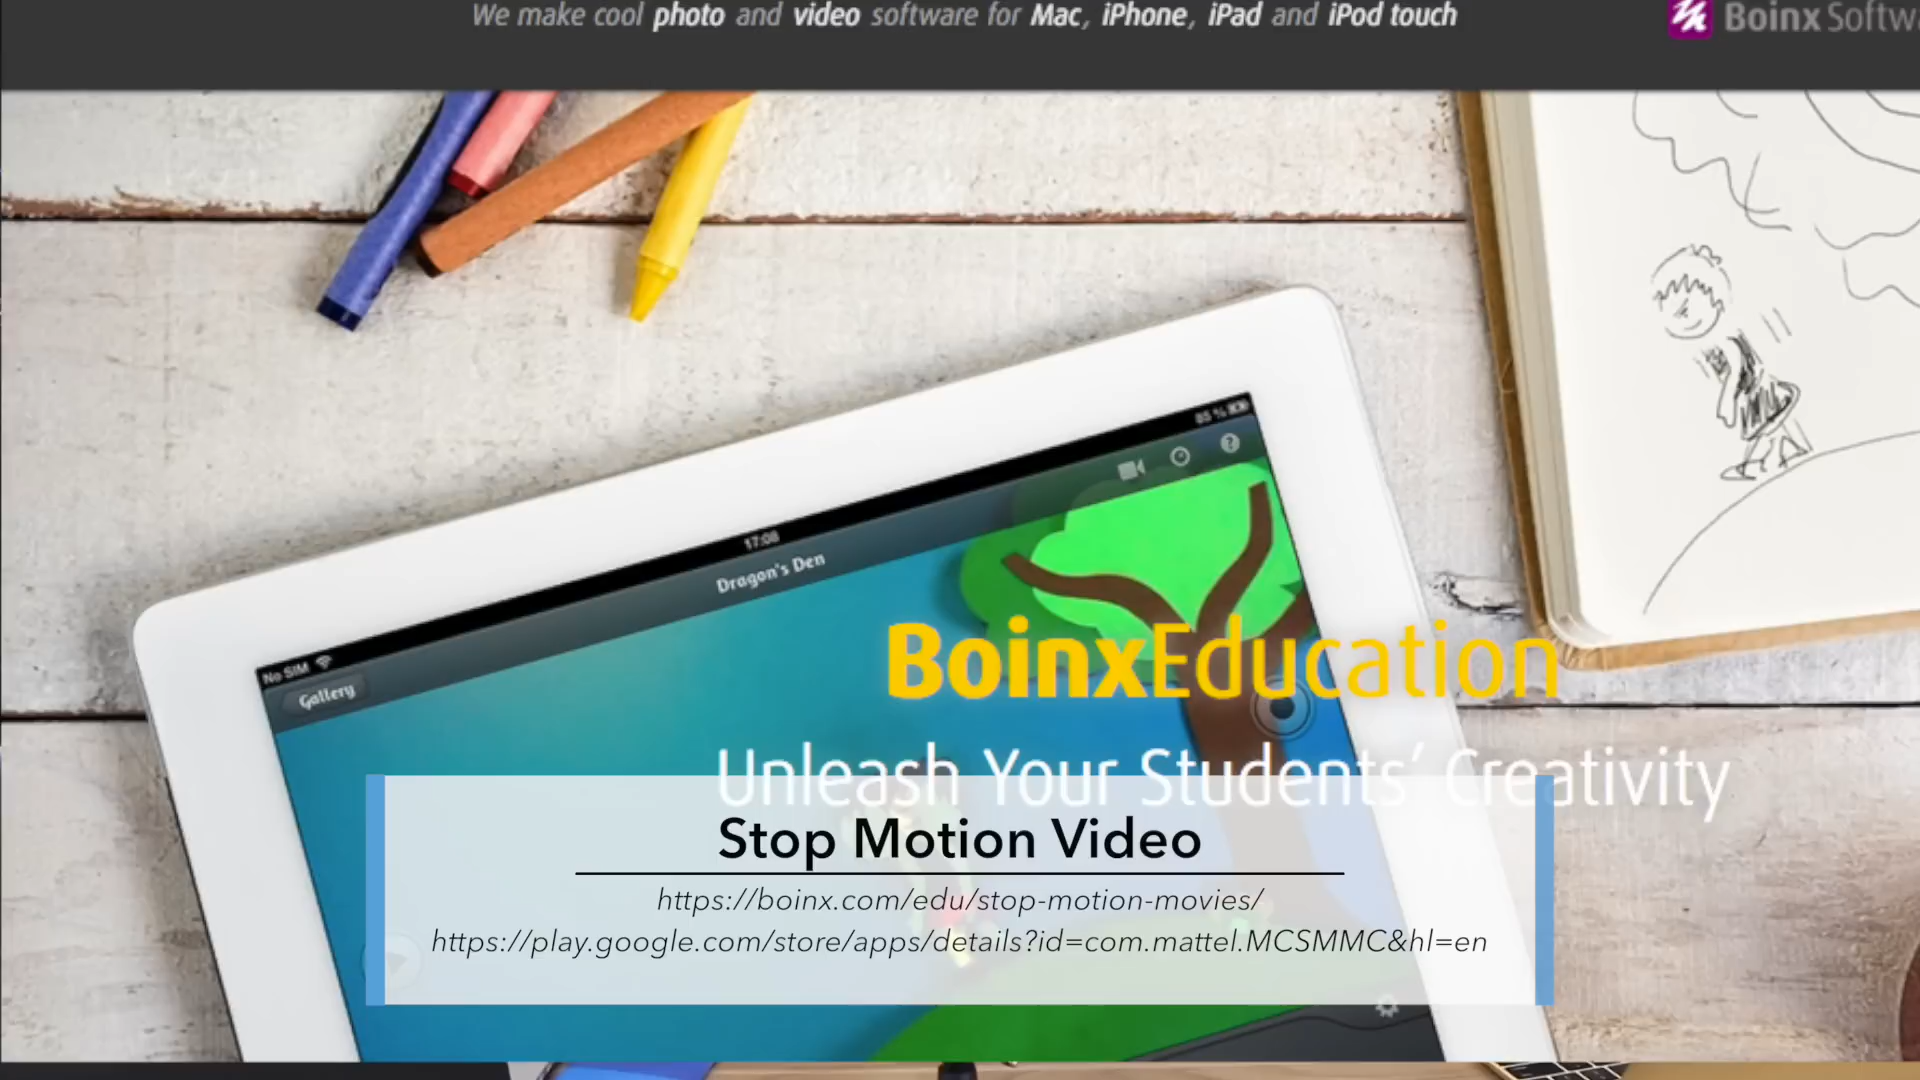 We make cool photo and video software for Mac, iPhone, iPad and iPod touch
Boinx Softwa
85 %
17:08
Dragon's Den
No SIM
Gallery
BoinxEducation
Unleash Your Students' Creativity
Stop Motion Video
https://boinx.com/edu/stop-motion-movies/
https://play.google.com/store/apps/details?id=com.mattel.MCSMMC&hl=en